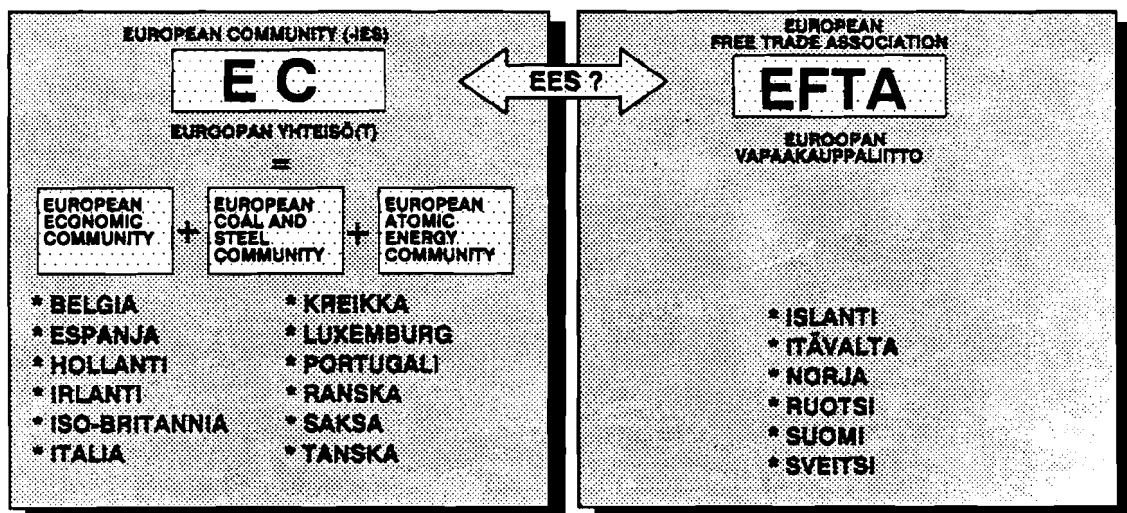 EUROPEAN COMMUNITY (-IES)
E C
EUROOPAN YHTEISÖ(T)
=
EUROPEAN
ECONOMIC
COMMUNITY
+
EUROPEAN
COAL AND
STEEL
COMMUNITY
+
EUROPEAN
ATOMIC
ENERGY
COMMUNITY
* BELGIA
* ESPANJA
* HOLLANTI
* IRLANTI
* ISO-BRITANNIA
* ITALIA
* KREIKKA
* LUXEMBURG
* PORTUGALI
* RANSKA
* SAKSA
* TANSKA
EES ?
EUROPEAN
FREE TRADE ASSOCIATION
EFTA
EUROOPAN
VAPAAKAUPPALIITTO
* ISLANTI
* ITÄVALTA
* NORJA
* RUOTSI
* SUOMI
* SVEITSI